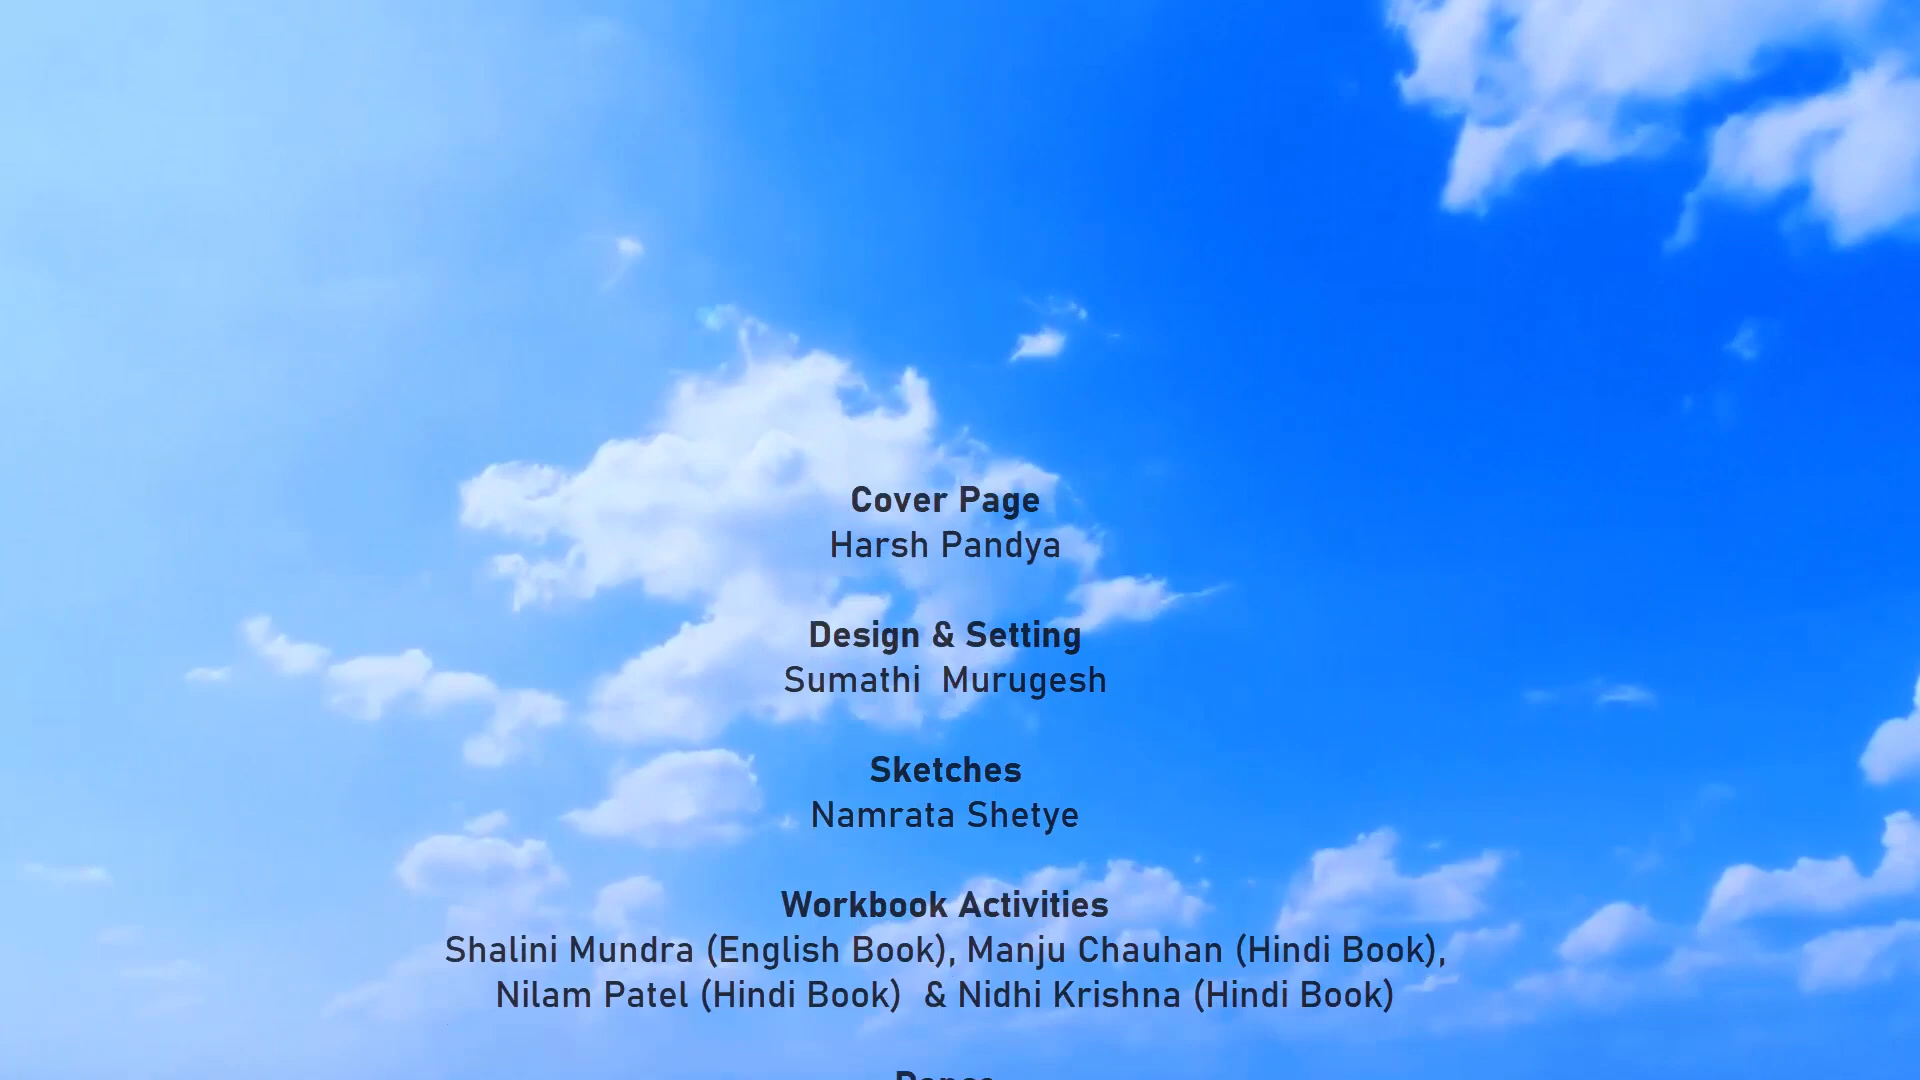 Cover Page
Harsh Pandya
Design & Setting
Sumathi  Murugesh
Sketches
Namrata Shetye
Workbook Activities
Shalini Mundra (English Book), Manju Chauhan (Hindi Book),
Nilam Patel (Hindi Book)  & Nidhi Krishna (Hindi Book)